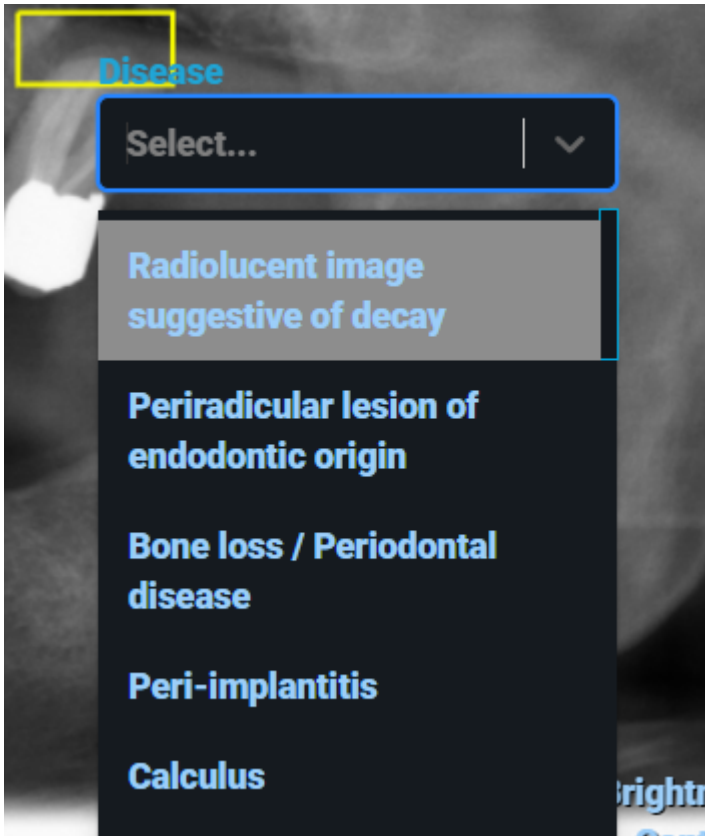 Disease
Select...
Radiolucent image
suggestive of decay
Periradicular lesion of
endodontic origin
Bone loss / Periodontal
disease
Peri-implantitis
Calculus